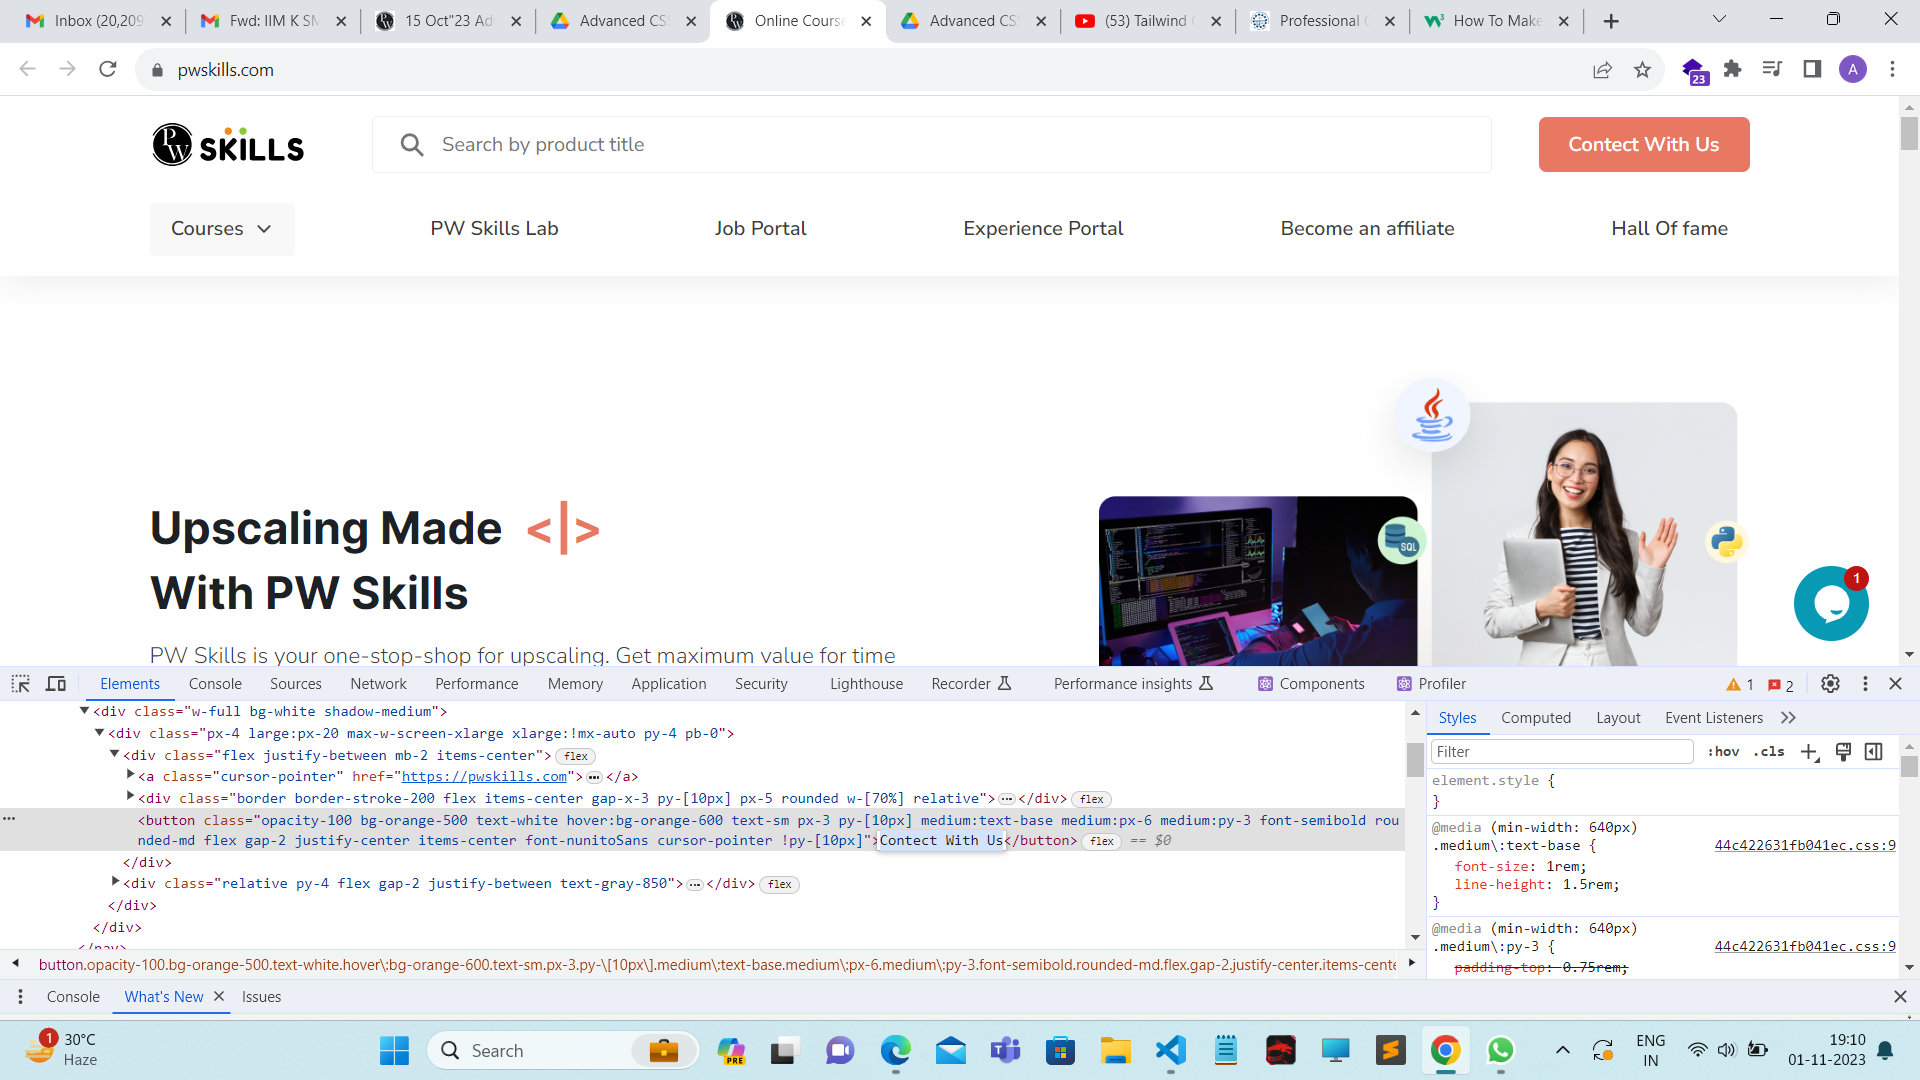 Inbox (20,209
Fwd: IIM K SM
15 Oct"23 Ad
Advanced CS
Online Course
Advanced CS
(53) Tailwind
Professional
How To Make
pwskills.com
23
A
PW SKILLS
Search by product title
Contect With Us
Courses
PW Skills Lab
Job Portal
Experience Portal
Become an affiliate
Hall Of fame
Upscaling Made <|>
With PW Skills
SQL
1
PW Skills is your one-stop-shop for upscaling. Get maximum value for time
Elements Console Sources Network Performance Memory Application Security Lighthouse Recorder Performance insights Components Profiler 1 2
<div class="w-full bg-white shadow-medium">
<div class="px-4 large:px-20 max-w-screen-xlarge xlarge:!mx-auto py-4 pb-0">
<div class="flex justify-between mb-2 items-center"> flex
<a class="cursor-pointer" href="https://pwskills.com">…</a>
<div class="border border-stroke-200 flex items-center gap-x-3 py-[10px] px-5 rounded w-[70%] relative">…</div> flex
<button class="opacity-100 bg-orange-500 text-white hover:bg-orange-600 text-sm px-3 py-[10px] medium:text-base medium:px-6 medium:py-3 font-semibold rou
nded-md flex gap-2 justify-center items-center font-nunitoSans cursor-pointer !py-[10px]">Contect With Us</button> flex == $0
</div>
<div class="relative py-4 flex gap-2 justify-between text-gray-850">…</div> flex
</div>
</div>
</nav>
button.opacity-100.bg-orange-500.text-white.hover\:bg-orange-600.text-sm.px-3.py-\[10px\].medium\:text-base.medium\:px-6.medium\:py-3.font-semibold.rounded-md.flex.gap-2.justify-center.items-cente
Styles Computed Layout Event Listeners
Filter
:hov .cls
element.style {
}
@media (min-width: 640px)
.medium\:text-base { 44c422631fb041ec.css:9
font-size: 1rem;
line-height: 1.5rem;
}
@media (min-width: 640px)
.medium\:py-3 { 44c422631fb041ec.css:9
padding-top: 0.75rem;
Console What's New Issues
1
30°C
Haze
Search
PRE
ENG
IN
19:10
01-11-2023